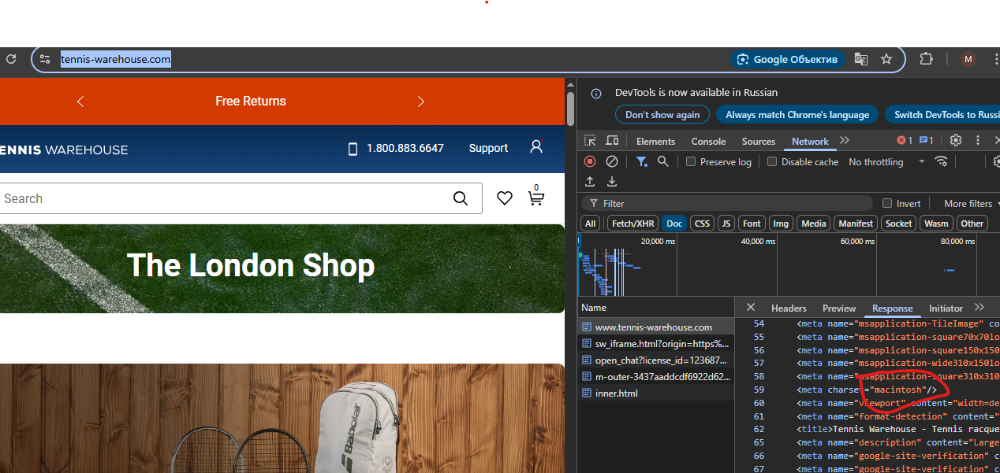 tennis-warehouse.com
Google Объектив
M
Free Returns
ENNIS WAREHOUSE
1.800.883.6647
Support
0
Search
The London Shop
Babolat
DevTools is now available in Russian
Don't show again
Always match Chrome's language
Switch DevTools to Russi
Elements
Console
Sources
Network
1
1
Preserve log
Disable cache
No throttling
Filter
Invert
More filters
All
Fetch/XHR
Doc
CSS
JS
Font
Img
Media
Manifest
Socket
Wasm
Other
20,000 ms
40,000 ms
60,000 ms
80,000 ms
Name
www.tennis-warehouse.com
sw_iframe.html?origin=https%...
open_chat?license_id=123687...
m-outer-3437aaddcdf6922d62...
inner.html
Headers
Preview
Response
Initiator
54 <meta name="msapplication-TileImage" co
55 <meta name="msapplication-square70x70lo
56 <meta name="msapplication-square150x150
57 <meta name="msapplication-wide310x150lo
58 <meta name="msapplication-square310x310
59 <meta charset="macintosh"/>
60 <meta name="viewport" content="width=de
61 <meta name="format-detection" content="
62 <title>Tennis Warehouse - Tennis racque
65 <meta name="description" content="Large
66 <meta name="google-site-verification" c
67 <meta name="google-site-verification" c